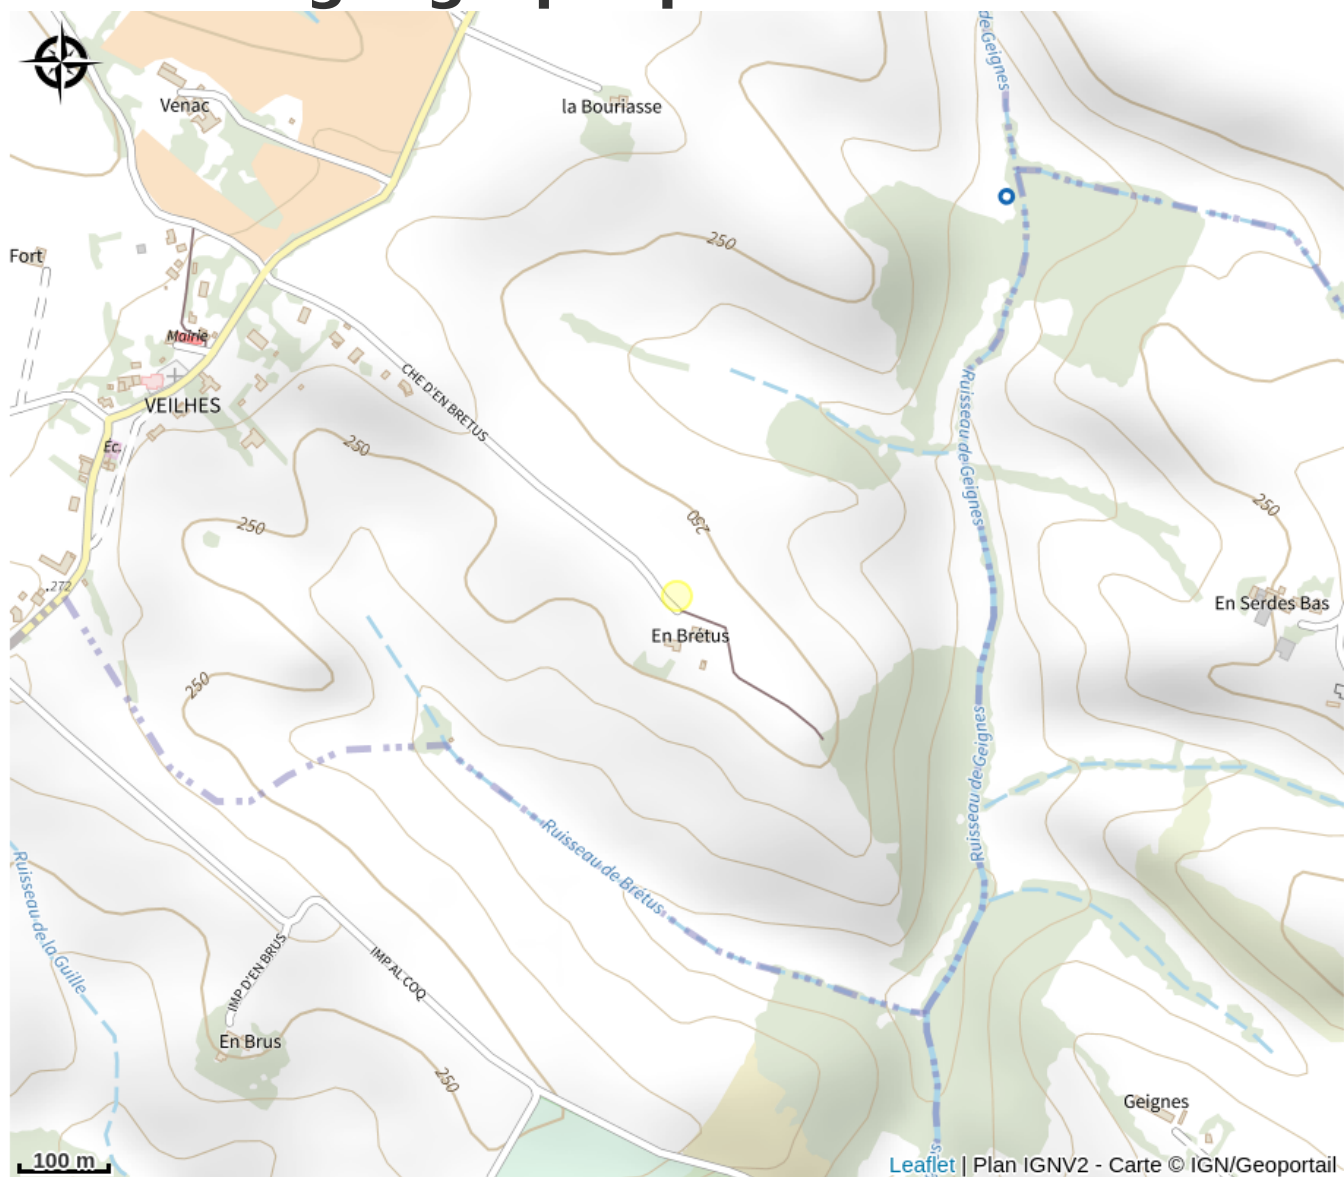 de Geignes
Venac
la Bouriasse
250
Fort
Mairie
CHE D'EN BRETUS
VEILHES
250
Ec.
Ruisseau de Geignes
250
250
250
.272
En Serdes Bas
En Brétus
250
Ruisseau de Geignes
Ruisseau de Brétus
Ruisseau de la Guille
IMP D'EN BRUS
IMP AL COQ
En Brus
250
Geignes
100 m
Leaflet | Plan IGNV2 - Carte © IGN/Geoportail